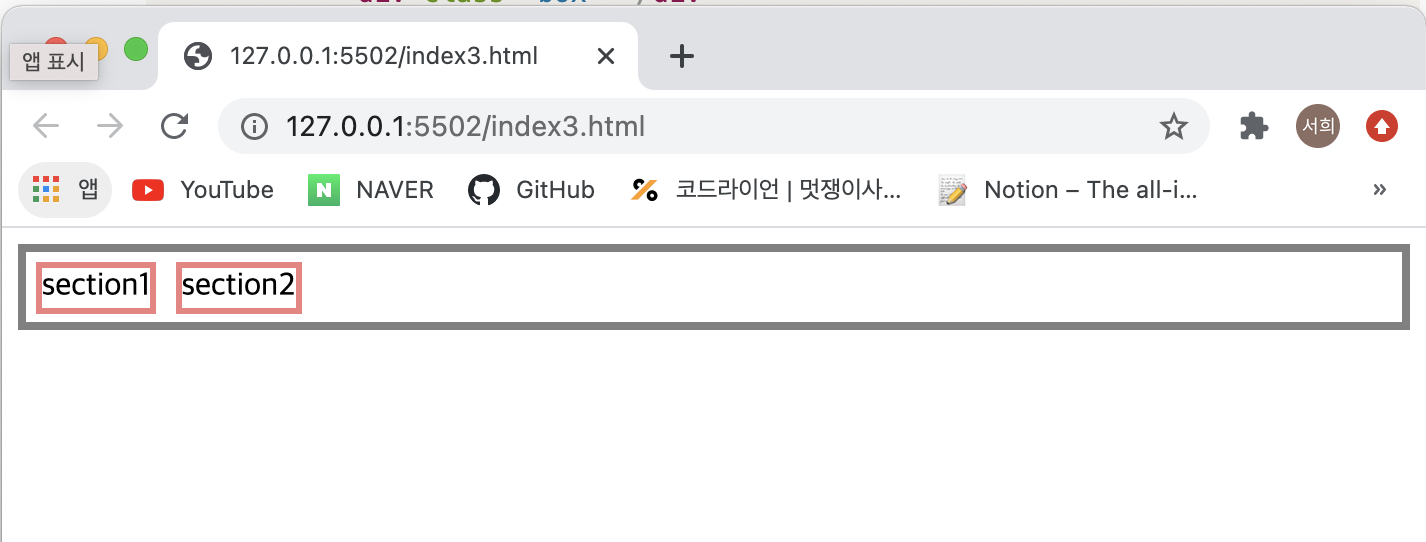 앱 표시
127.0.0.1:5502/index3.html
127.0.0.1:5502/index3.html
서희
앱 YouTube NAVER GitHub 코드라이언 | 멋쟁이사... Notion – The all-i... »
section1 section2